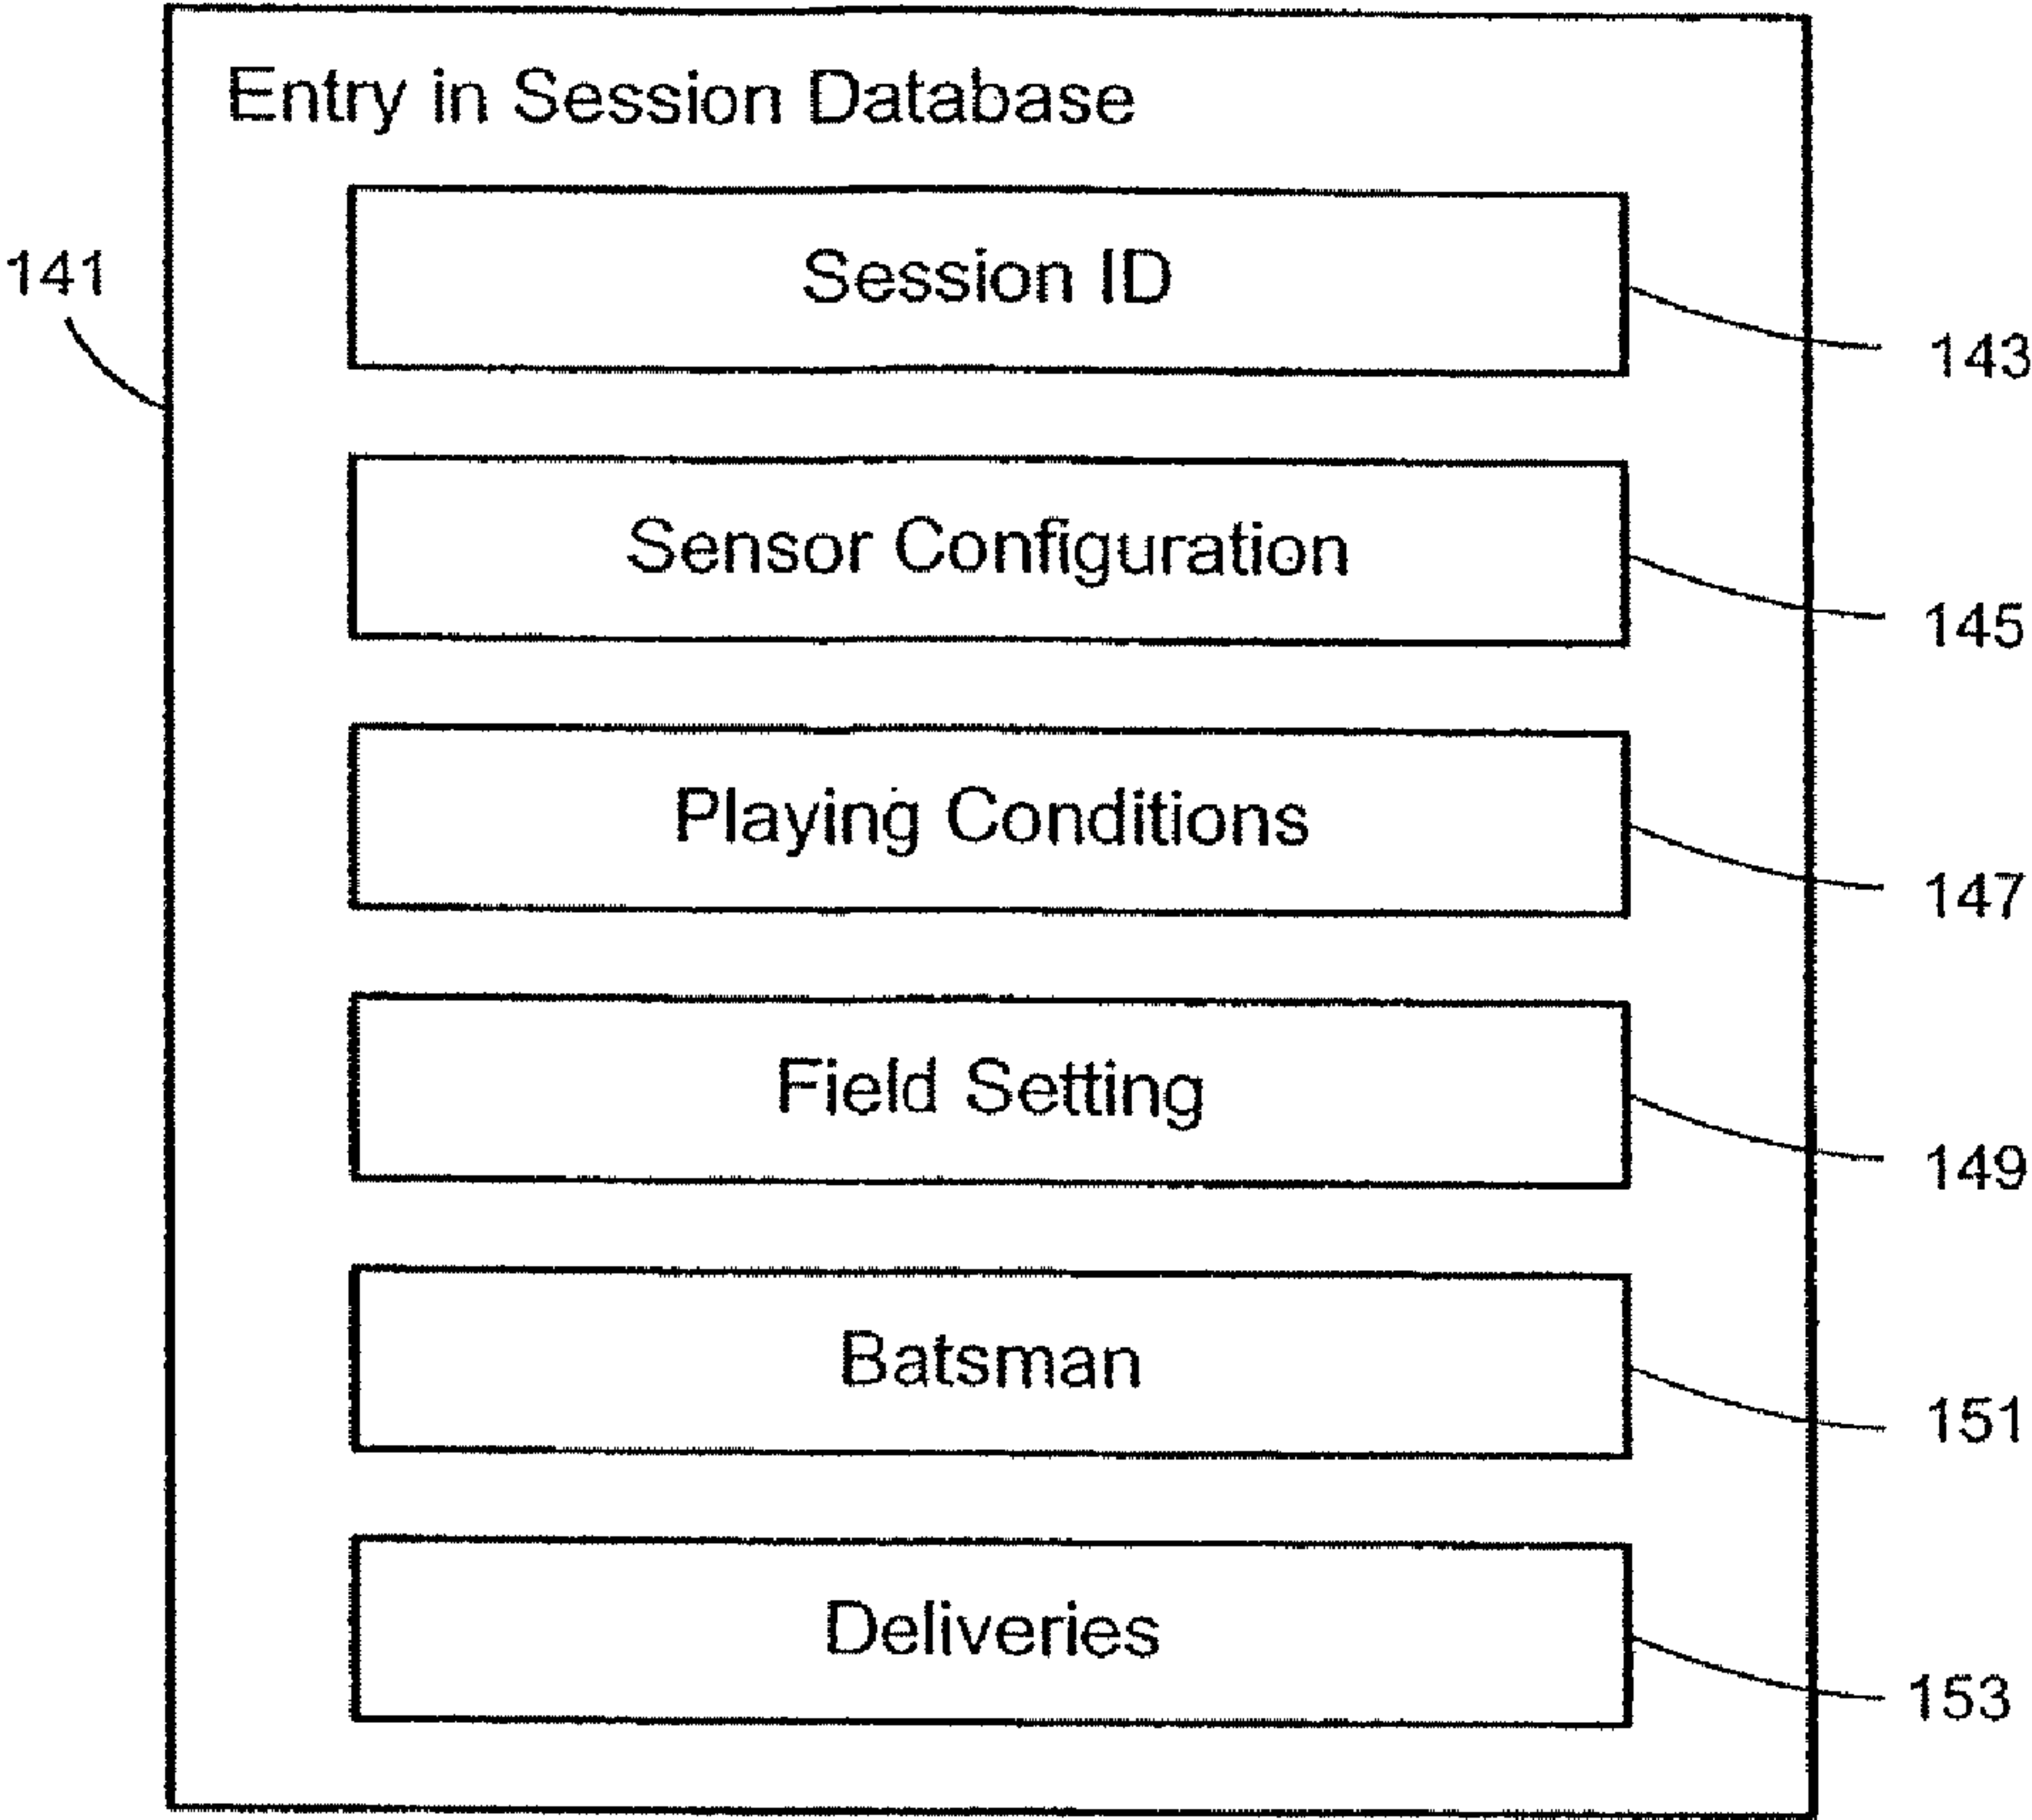 Entry in Session Database
141
Session ID
143
Sensor Configuration
145
Playing Conditions
147
Field Setting
149
Batsman
151
Deliveries
153